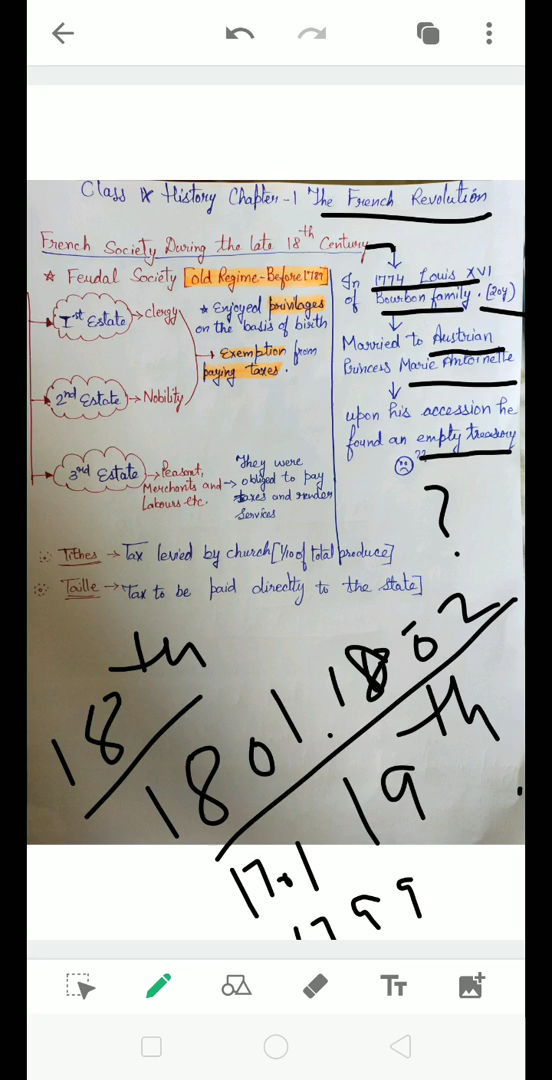 Class IX History Chapter-1 The French Revolution
French Society During the late 18th Century
★ Feudal Society [old Regime-Before 1789]
1st Estate → Clergy
★ Enjoyed privilages
on the basis of birth
→ Exemption from
paying taxes.
2nd Estate → Nobility
3rd Estate → Peasant,
Merchants and
Labours etc.
→ They were
obliged to pay
taxes and render
Services
In 1774 Louis XVI
of Bourbon family. (20y)
Married to Austrian
Princess Marie Antoinette
upon his accession he
found an empty treasury
?
Tithes → Tax levied by church [1/10 of total produce]
Taille → Tax to be paid directly to the state]
18th
1801. 1802
19th
1701
1799
TT